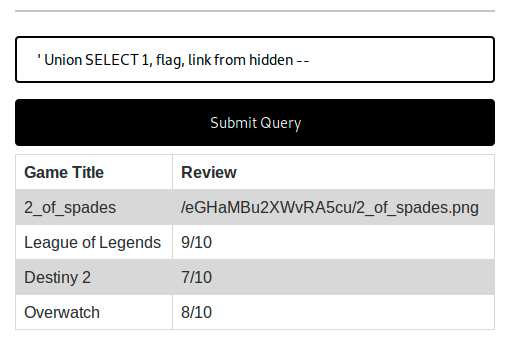 ' Union SELECT 1, flag, link from hidden --
Submit Query
Game Title Review
2_of_spades /eGHaMBu2XWvRA5cu/2_of_spades.png
League of Legends 9/10
Destiny 2 7/10
Overwatch 8/10